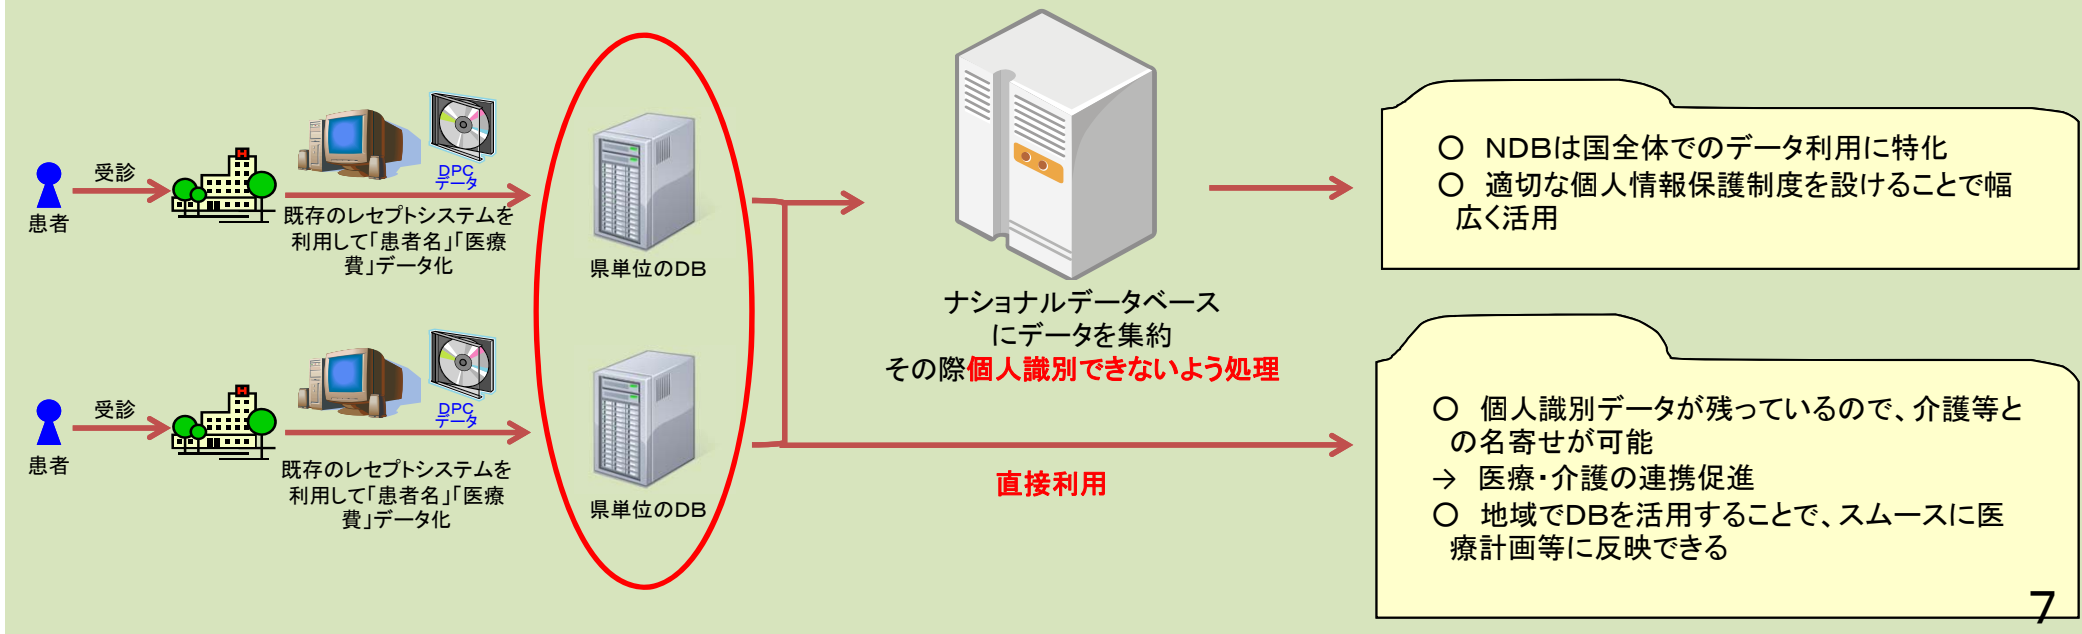 患者
受診
DPC
データ
既存のレセプトシステムを
利用して「患者名」「医療
費」データ化
県単位のDB
ナショナルデータベース
にデータを集約
その際個人識別できないよう処理
○ NDBは国全体でのデータ利用に特化
○ 適切な個人情報保護制度を設けることで幅
広く活用
患者
受診
DPC
データ
既存のレセプトシステムを
利用して「患者名」「医療
費」データ化
県単位のDB
直接利用
○ 個人識別データが残っているので、介護等と
の名寄せが可能
→ 医療・介護の連携促進
○ 地域でDBを活用することで、スムースに医
療計画等に反映できる
7